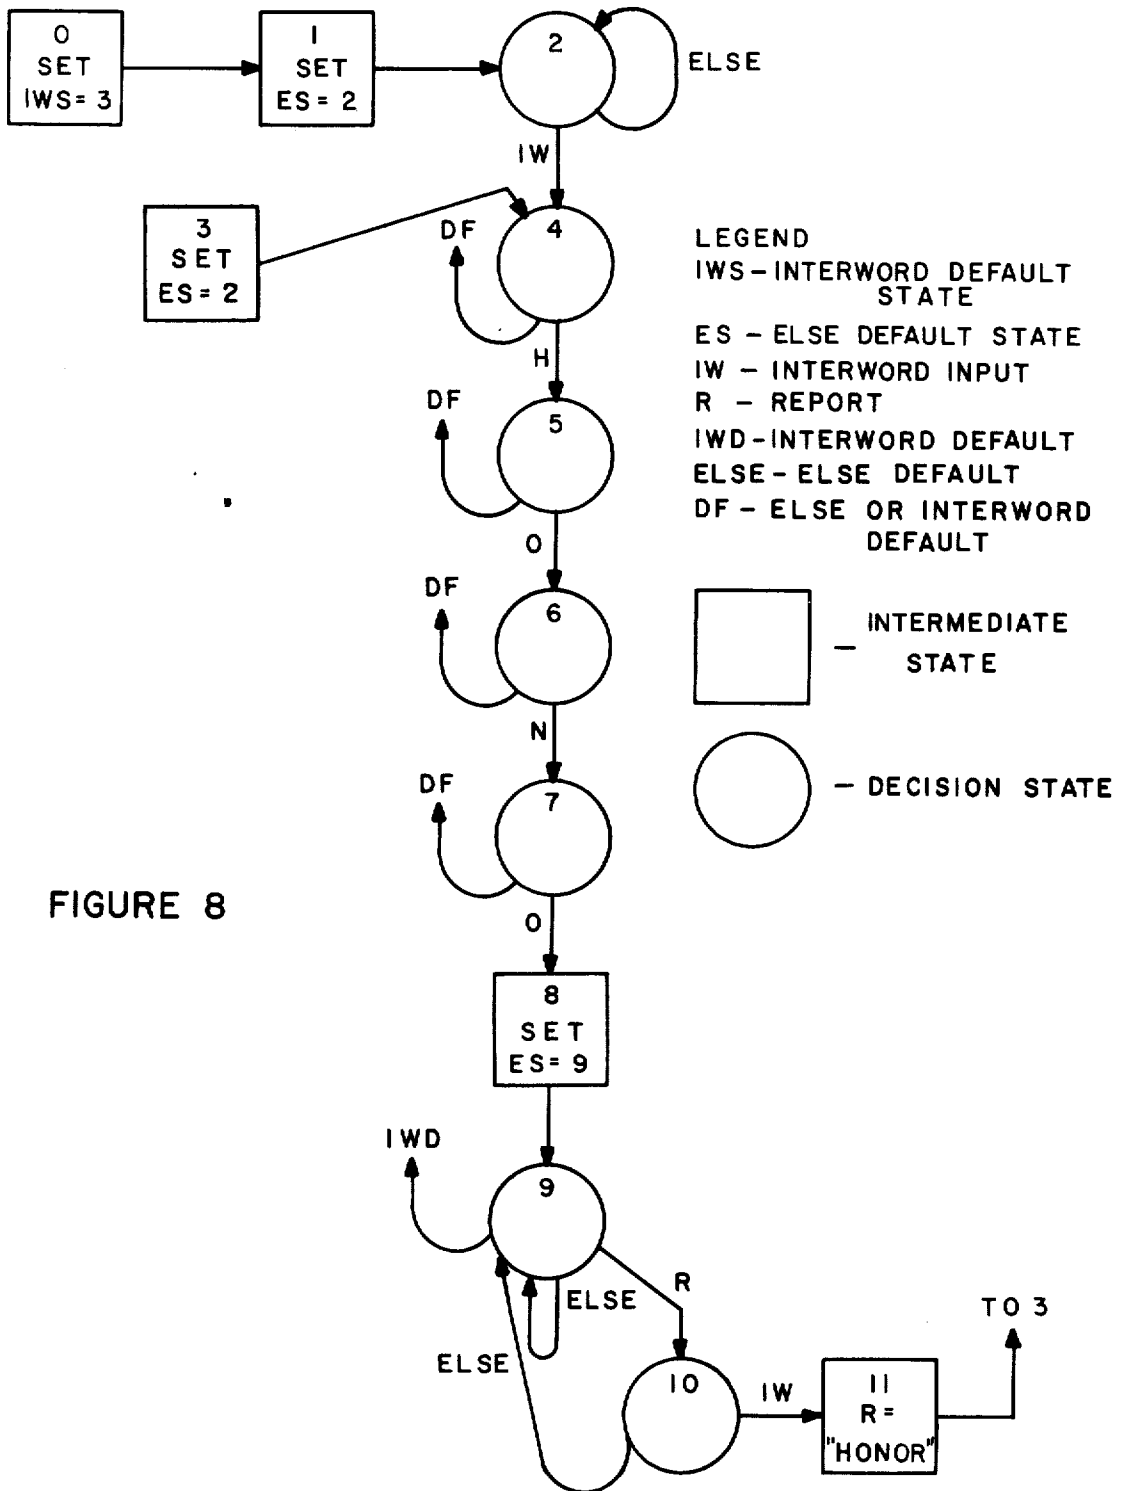 0
SET
IWS=3
1
SET
ES=2
2
ELSE
IW
3
SET
ES=2
DF
4
LEGEND
IWS-INTERWORD DEFAULT
STATE
ES-ELSE DEFAULT STATE
IW - INTERWORD INPUT
R - REPORT
IWD-INTERWORD DEFAULT
ELSE-ELSE DEFAULT
DF-ELSE OR INTERWORD
DEFAULT
H
DF
5
O
DF
6
- INTERMEDIATE
STATE
N
DF
7
- DECISION STATE
FIGURE 8
O
8
SET
ES=9
IWD
9
R
ELSE
ELSE
TO 3
10
IW
11
R=
"HONOR"